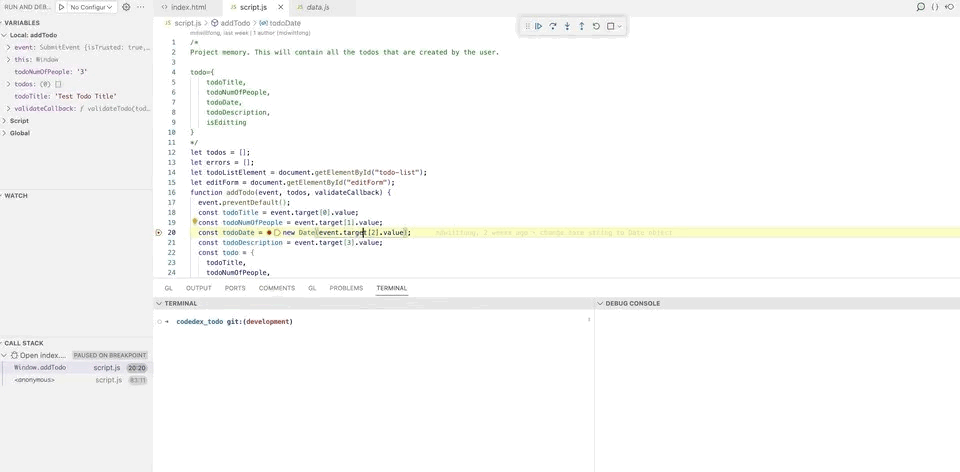 RUN AND DEB... No Configur
index.html
script.js
data.js
script.js > addTodo > todoDate
VARIABLES
Local: addTodo
event: SubmitEvent {isTrusted: true,...
this: Window
todoNumOfPeople: '3'
todos: (0) []
todoTitle: 'Test Todo Title'
validateCallback: ƒ validateTodo(tod...
Script
Global
WATCH
CALL STACK
Open index.... PAUSED ON BREAKPOINT
Window.addTodo script.js 20:20
<anonymous> script.js 83:11
midwittong, last week | 1 author (midwittong)
1 /*
2 Project memory. This will contain all the todos that are created by the user.
3
4 todo={
5 todoTitle,
6 todoNumOfPeople,
7 todoDate,
8 todoDescription,
9 isEditting
10 }
11 */
12 let todos = [];
13 let errors = [];
14 let todoListElement = document.getElementById("todo-list");
15 let editForm = document.getElementById("editForm");
16 function addTodo(event, todos, validateCallback) {
17 event.preventDefault();
18 const todoTitle = event.target[0].value;
19 const todoNumOfPeople = event.target[1].value;
20 const todoDate = new Date(event.target[2].value);
21 const todoDescription = event.target[3].value;
22 const todo = {
23 todoTitle,
24 todoNumOfPeople,
GL OUTPUT PORTS COMMENTS GL PROBLEMS TERMINAL
TERMINAL
codedex_todo git:(development)
DEBUG CONSOLE